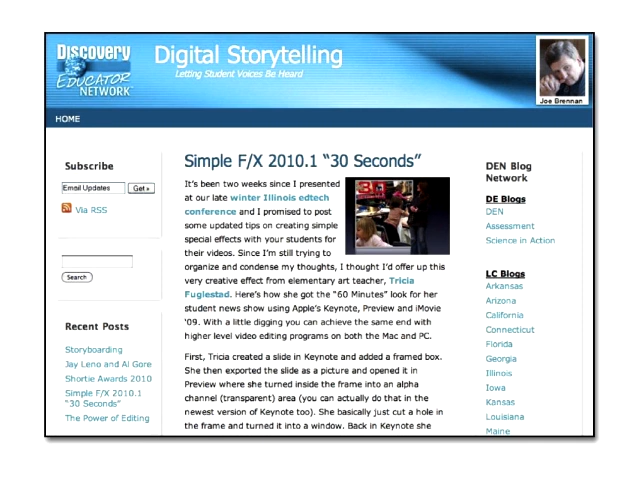 Discovery
EDUCATOR
NETWORK
Digital Storytelling
Letting Student Voices Be Heard
Joe Brennan
HOME
Subscribe
Email Updates
Get »
Via RSS
Search
Recent Posts
Storyboarding
Jay Leno and Al Gore
Shortie Awards 2010
Simple F/X 2010.1
"30 Seconds"
The Power of Editing
Simple F/X 2010.1 "30 Seconds"
It's been two weeks since I presented
at our late winter Illinois edtech
conference and I promised to post
some updated tips on creating simple
special effects with your students for
their videos. Since I'm still trying to
organize and condense my thoughts, I thought I'd offer up this
very creative effect from elementary art teacher, Tricia
Fuglestad. Here's how she got the "60 Minutes" look for her
student news show using Apple's Keynote, Preview and iMovie
'09. With a little digging you can achieve the same end with
higher level video editing programs on both the Mac and PC.
First, Tricia created a slide in Keynote and added a framed box.
She then exported the slide as a picture and opened it in
Preview where she turned inside the frame into an alpha
channel (transparent) area (you can actually do that in the
newest version of Keynote too). She basically just cut a hole in
the frame and turned it into a window. Back in Keynote she
30
DEN Blog
Network
DE Blogs
DEN
Assessment
Science in Action
LC Blogs
Arkansas
Arizona
California
Connecticut
Florida
Georgia
Illinois
Iowa
Kansas
Louisiana
Maine